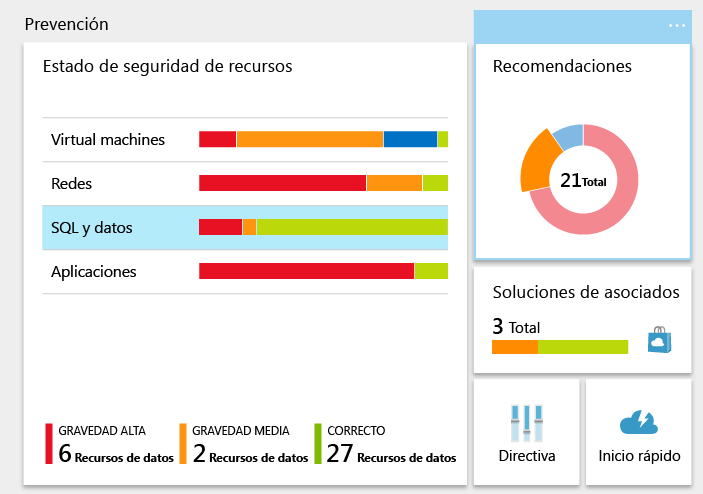 Prevención
...
Estado de seguridad de recursos
Virtual machines
Redes
SQL y datos
Aplicaciones
GRAVEDAD ALTA
6 Recursos de datos
GRAVEDAD MEDIA
2 Recursos de datos
CORRECTO
27 Recursos de datos
Recomendaciones
21 Total
Soluciones de asociados
3 Total
Directiva
Inicio rápido